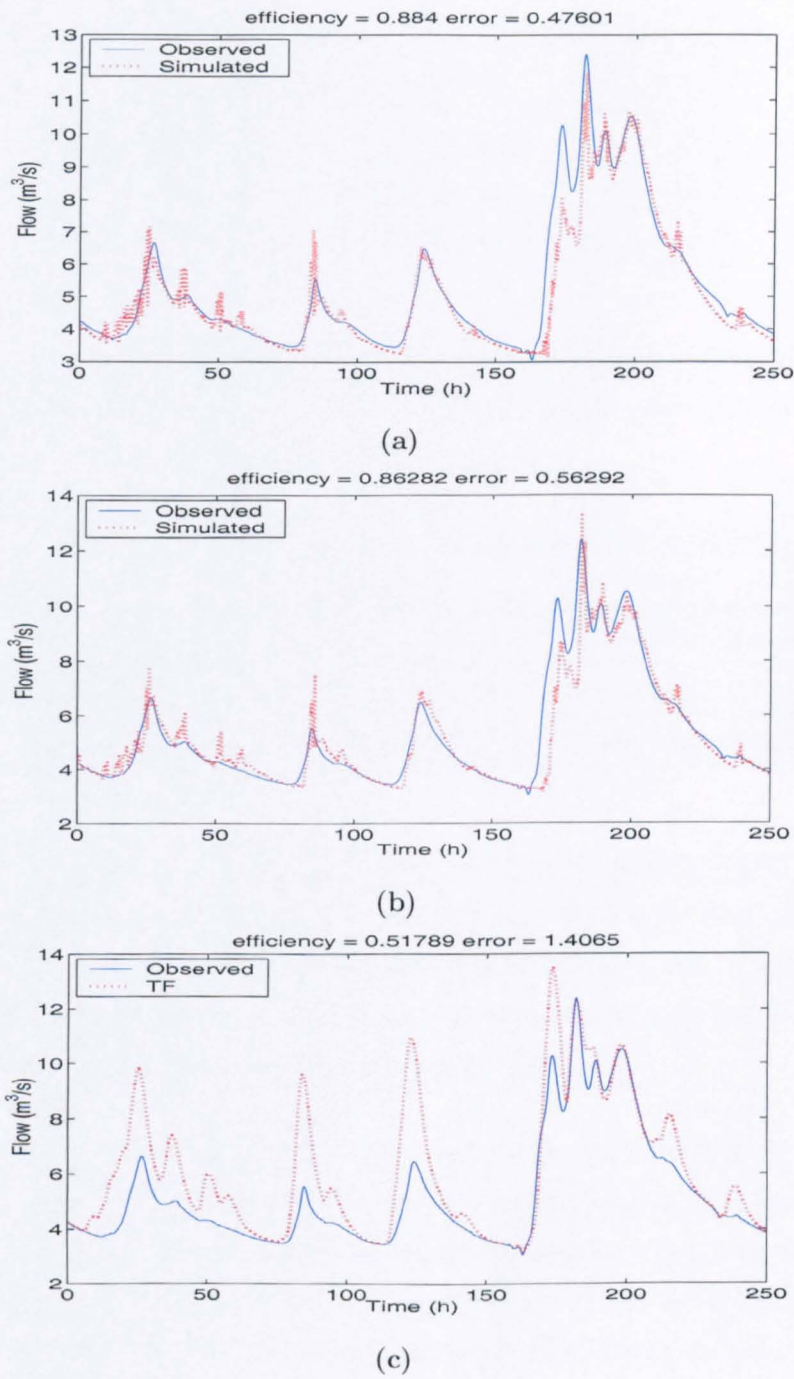 efficiency = 0.884 error = 0.47601
13
12
11
10
9
8
7
6
5
4
3
Flow (m³/s)
Observed
Simulated
0
50
100
150
200
250
Time (h)
(a)
efficiency = 0.86282 error = 0.56292
14
12
10
8
6
4
2
Flow (m³/s)
Observed
Simulated
0
50
100
150
200
250
Time (h)
(b)
efficiency = 0.51789 error = 1.4065
14
12
10
8
6
4
2
Flow (m³/s)
Observed
TF
0
50
100
150
200
250
Time (h)
(c)